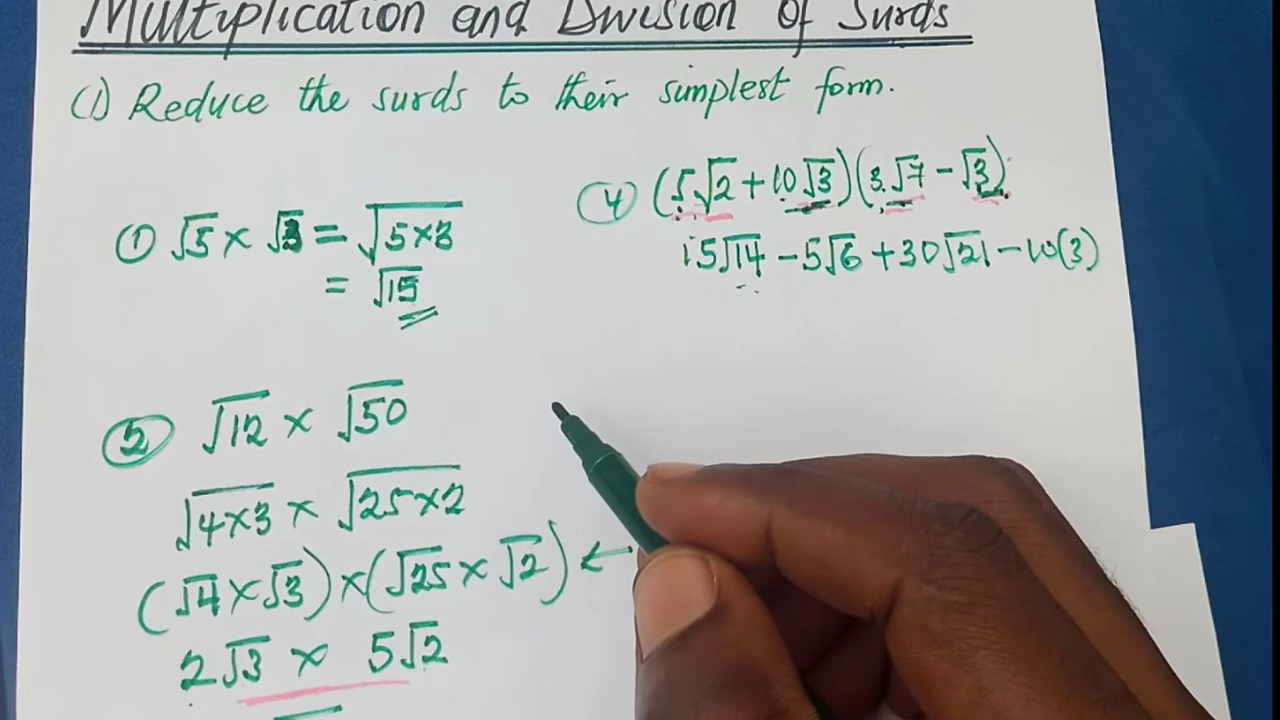 Multiplication and Division of Surds
(1) Reduce the surds to their simplest form.
① √5 × √3 = √5×3
= √15
② √12 × √50
√4×3 × √25×2
(√4 × √3) × (√25 × √2) ←
2√3 × 5√2
④ (5√2 + 10√3)(3√7 - √3)
15√14 - 5√6 + 30√21 - 10(3)